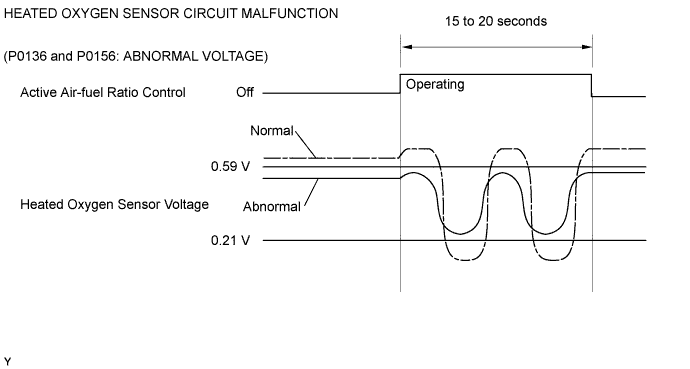 HEATED OXYGEN SENSOR CIRCUIT MALFUNCTION
15 to 20 seconds
(P0136 and P0156: ABNORMAL VOLTAGE)
Active Air-fuel Ratio Control
Off
Operating
Normal
0.59 V
Heated Oxygen Sensor Voltage
Abnormal
0.21 V
Y